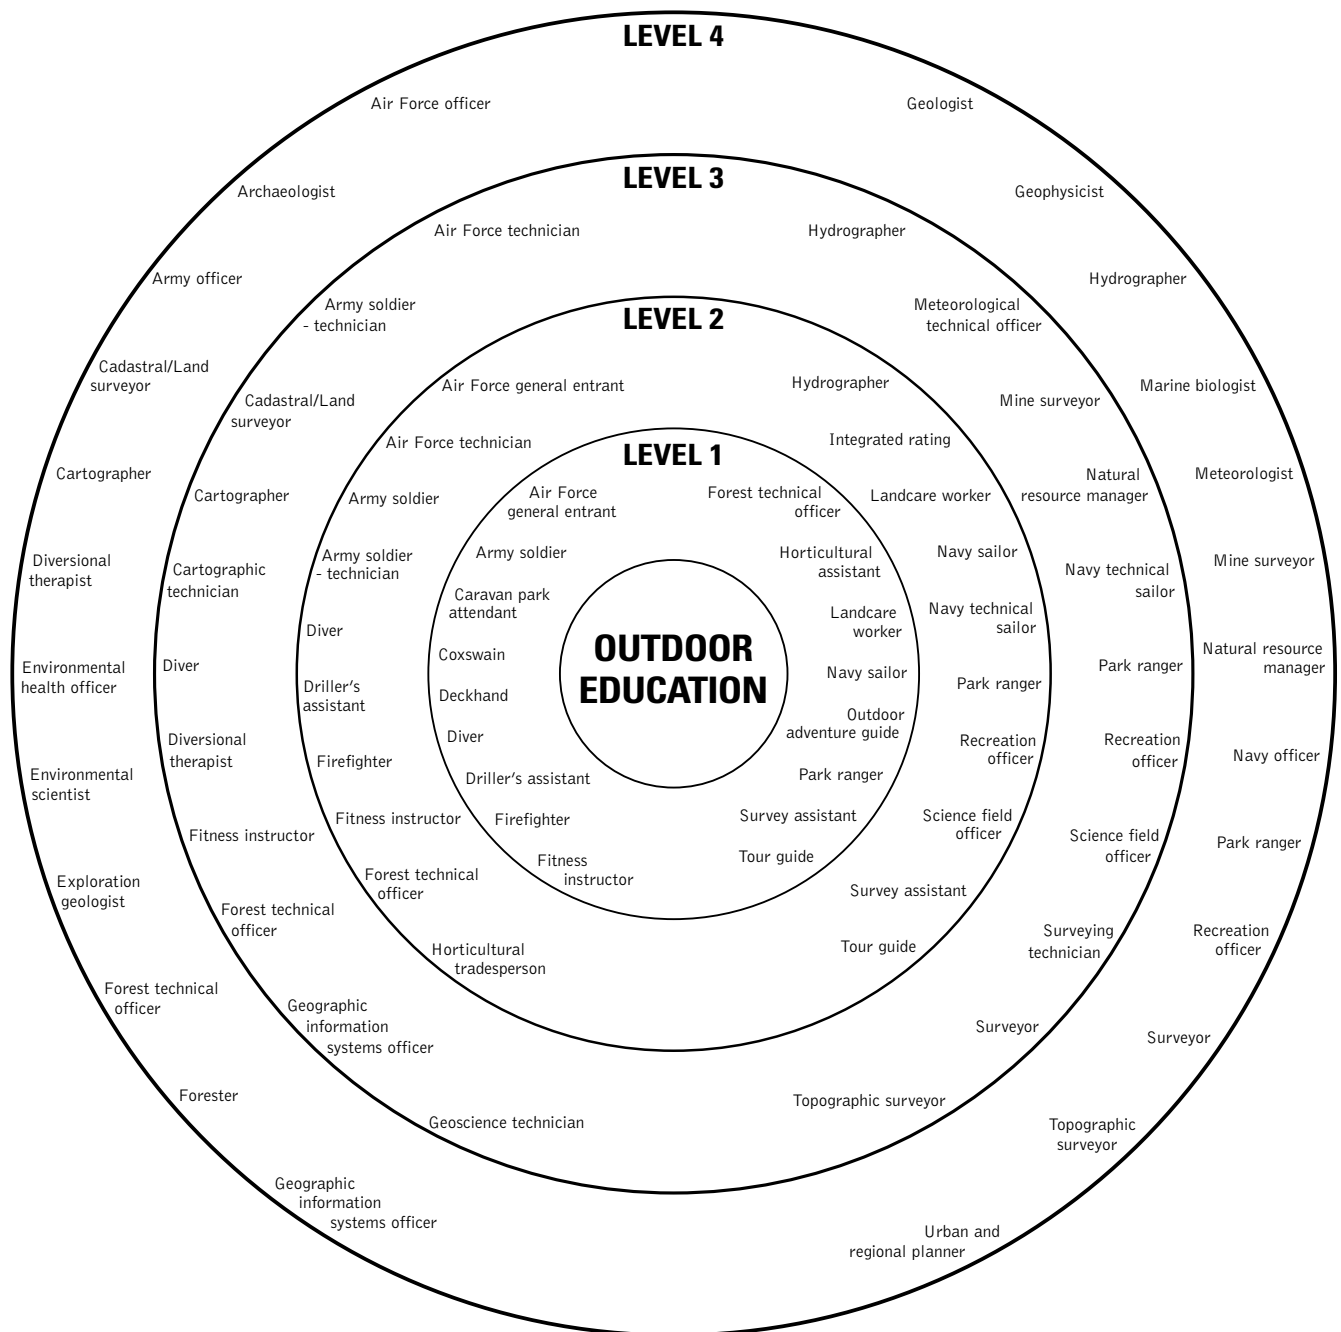 LEVEL 4
Air Force officer
Archaeologist
Army officer
Cadastral/Land
surveyor
Cartographer
Diversional
therapist
Environmental
health officer
Environmental
scientist
Exploration
geologist
Forest technical
officer
Forester
Geographic
information
systems officer
Geologist
Geophysicist
Hydrographer
Marine biologist
Meteorologist
Mine surveyor
Natural resource
manager
Navy officer
Park ranger
Recreation
officer
Surveyor
Topographic
surveyor
Urban and
regional planner
LEVEL 3
Air Force technician
Army soldier
- technician
Cadastral/Land
surveyor
Cartographer
Cartographic
technician
Diver
Diversional
therapist
Fitness instructor
Forest technical
officer
Geographic
information
systems officer
Geoscience technician
Hydrographer
Meteorological
technical officer
Mine surveyor
Natural
resource manager
Navy technical
sailor
Park ranger
Recreation
officer
Science field
officer
Surveying
technician
Surveyor
Topographic surveyor
LEVEL 2
Air Force general entrant
Air Force technician
Army soldier
Army soldier
- technician
Diver
Driller's
assistant
Firefighter
Fitness instructor
Forest technical
officer
Horticultural
tradesperson
Hydrographer
Integrated rating
Landcare worker
Navy sailor
Navy technical
sailor
Park ranger
Recreation
officer
Science field
officer
Survey assistant
Tour guide
LEVEL 1
Air Force
general entrant
Army soldier
Caravan park
attendant
Coxswain
Deckhand
Diver
Driller's assistant
Firefighter
Fitness
instructor
Forest technical
officer
Horticultural
assistant
Landcare
worker
Navy sailor
Outdoor
adventure guide
Park ranger
Survey assistant
Tour guide
OUTDOOR
EDUCATION